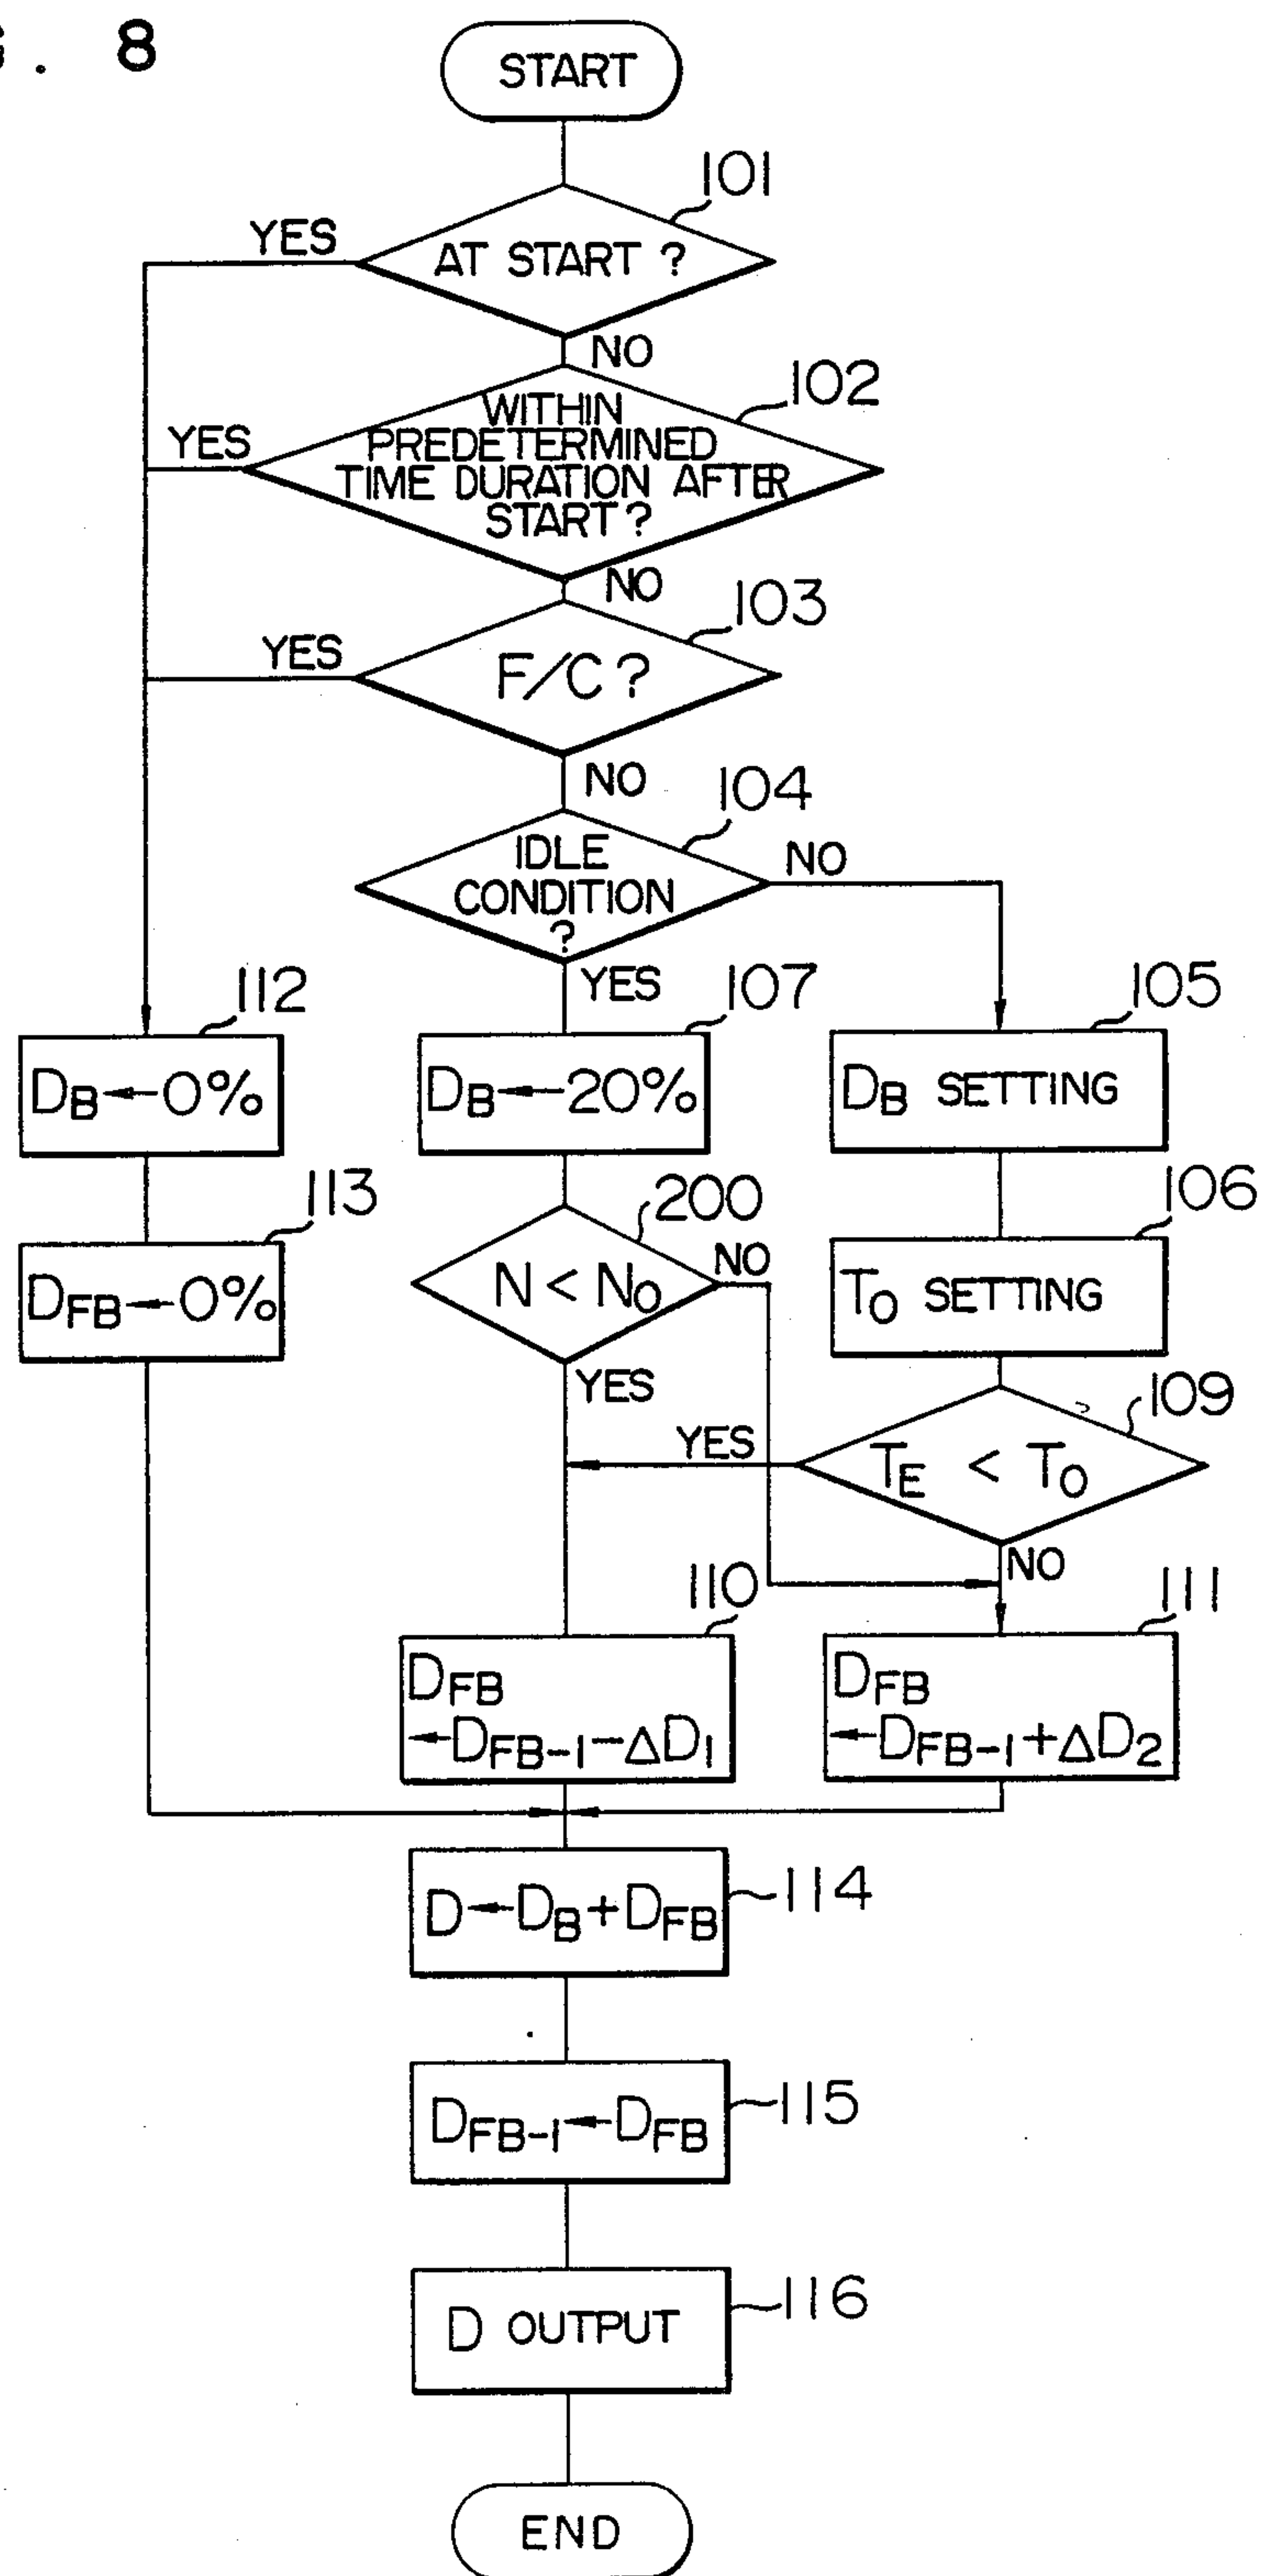 G. 8
START
101
YES
AT START ?
NO
102
YES
WITHIN
PREDETERMINED
TIME DURATION AFTER
START?
NO
103
YES
F/C ?
NO
104
IDLE
CONDITION
?
NO
YES
112
107
105
DB←0%
DB←20%
DB SETTING
113
200
106
DFB←0%
N < NO
NO
TO SETTING
YES
109
YES
TE < TO
NO
110
111
DFB
←DFB-1-ΔD1
DFB
←DFB-1+ΔD2
D←DB+DFB
114
DFB-1←DFB
115
D OUTPUT
116
END